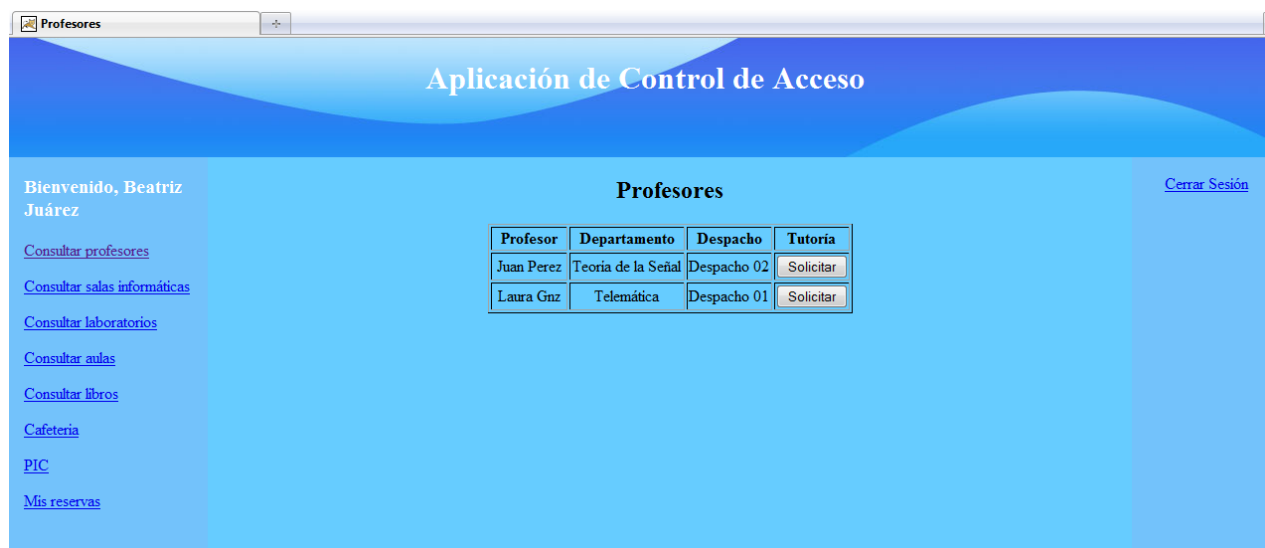 Profesores
Aplicación de Control de Acceso
Bienvenido, Beatriz
Juárez
Consultar profesores
Consultar salas informáticas
Consultar laboratorios
Consultar aulas
Consultar libros
Cafeteria
PIC
Mis reservas
Profesores
Profesor Departamento Despacho Tutoría
Juan Perez Teoria de la Señal Despacho 02 Solicitar
Laura Gnz Telemática Despacho 01 Solicitar
Cerrar Sesión